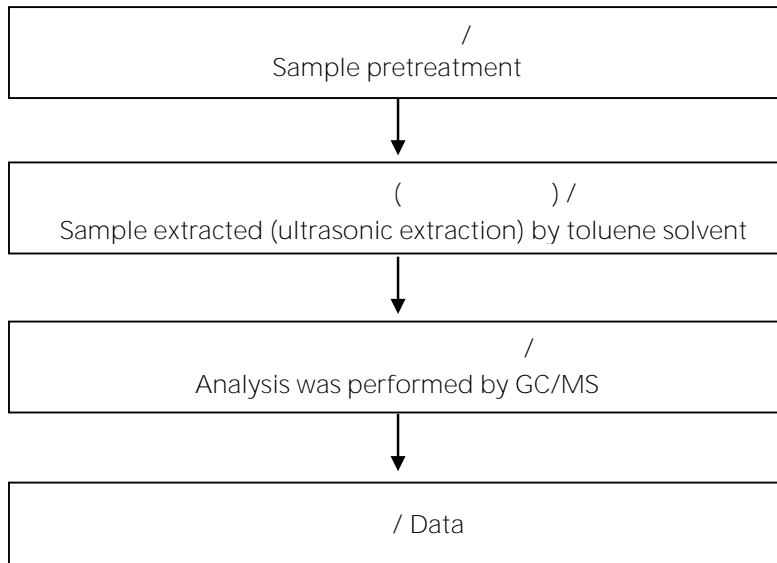 /
Sample pretreatment
( ) /
Sample extracted (ultrasonic extraction) by toluene solvent
/
Analysis was performed by GC/MS
/ Data